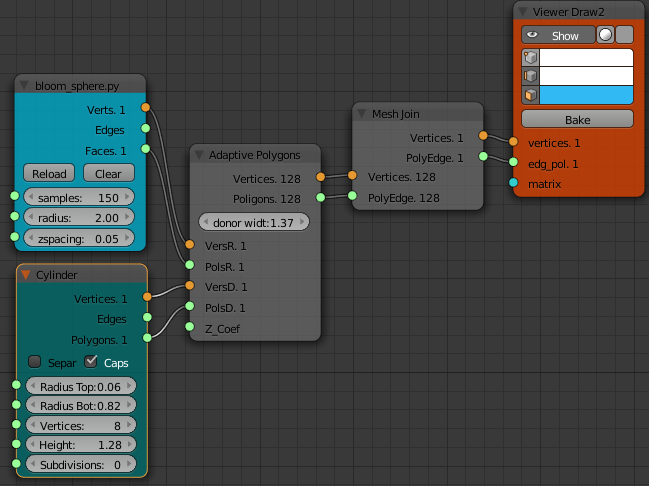 Viewer Draw2
Show
Bake
vertices. 1
edg_pol. 1
matrix
bloom_sphere.py
Verts. 1
Edges
Faces. 1
Reload Clear
samples: 150
radius: 2.00
zspacing: 0.05
Mesh Join
Vertices. 1
PolyEdge. 1
Vertices. 128
PolyEdge. 128
Adaptive Polygons
Vertices. 128
Poligons. 128
donor widt:1.37
VersR. 1
PolsR. 1
VersD. 1
PolsD. 1
Z_Coef
Cylinder
Vertices. 1
Edges
Polygons. 1
Separ Caps
Radius Top:0.06
Radius Bot:0.82
Vertices: 8
Height: 1.28
Subdivisions: 0